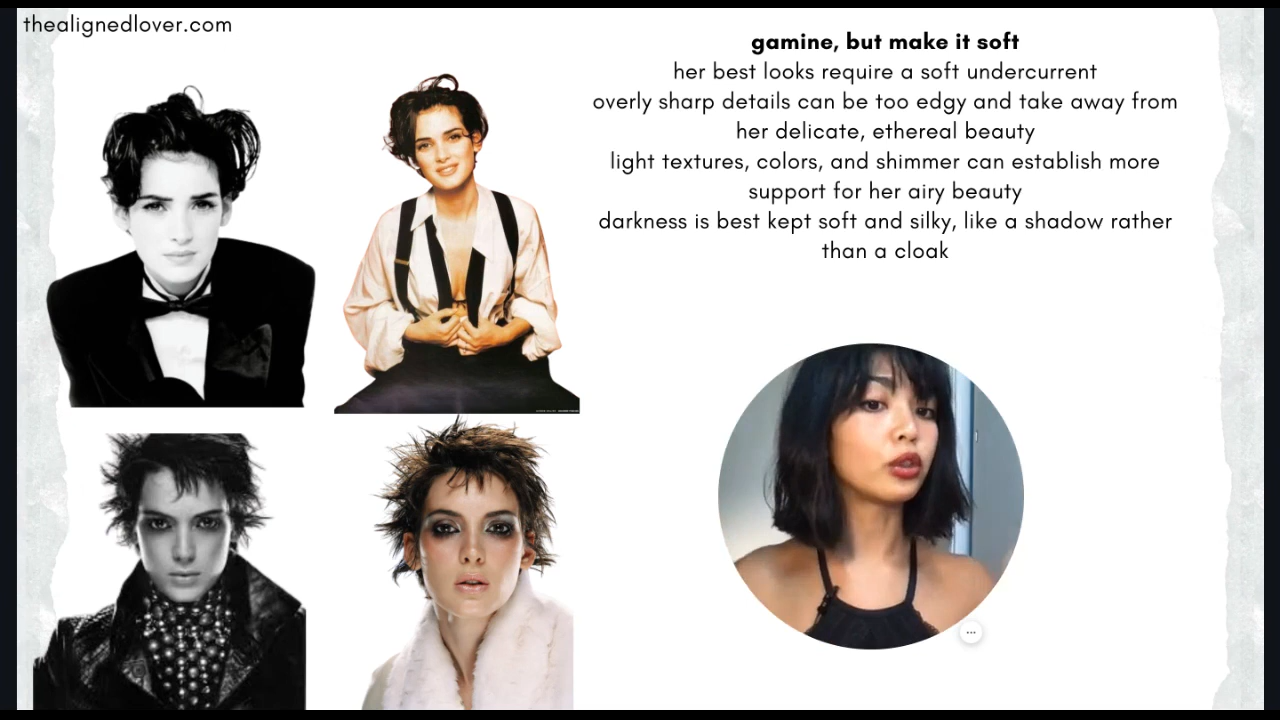 thealignedlover.com
gamine, but make it soft
her best looks require a soft undercurrent
overly sharp details can be too edgy and take away from
her delicate, ethereal beauty
light textures, colors, and shimmer can establish more
support for her airy beauty
darkness is best kept soft and silky, like a shadow rather
than a cloak